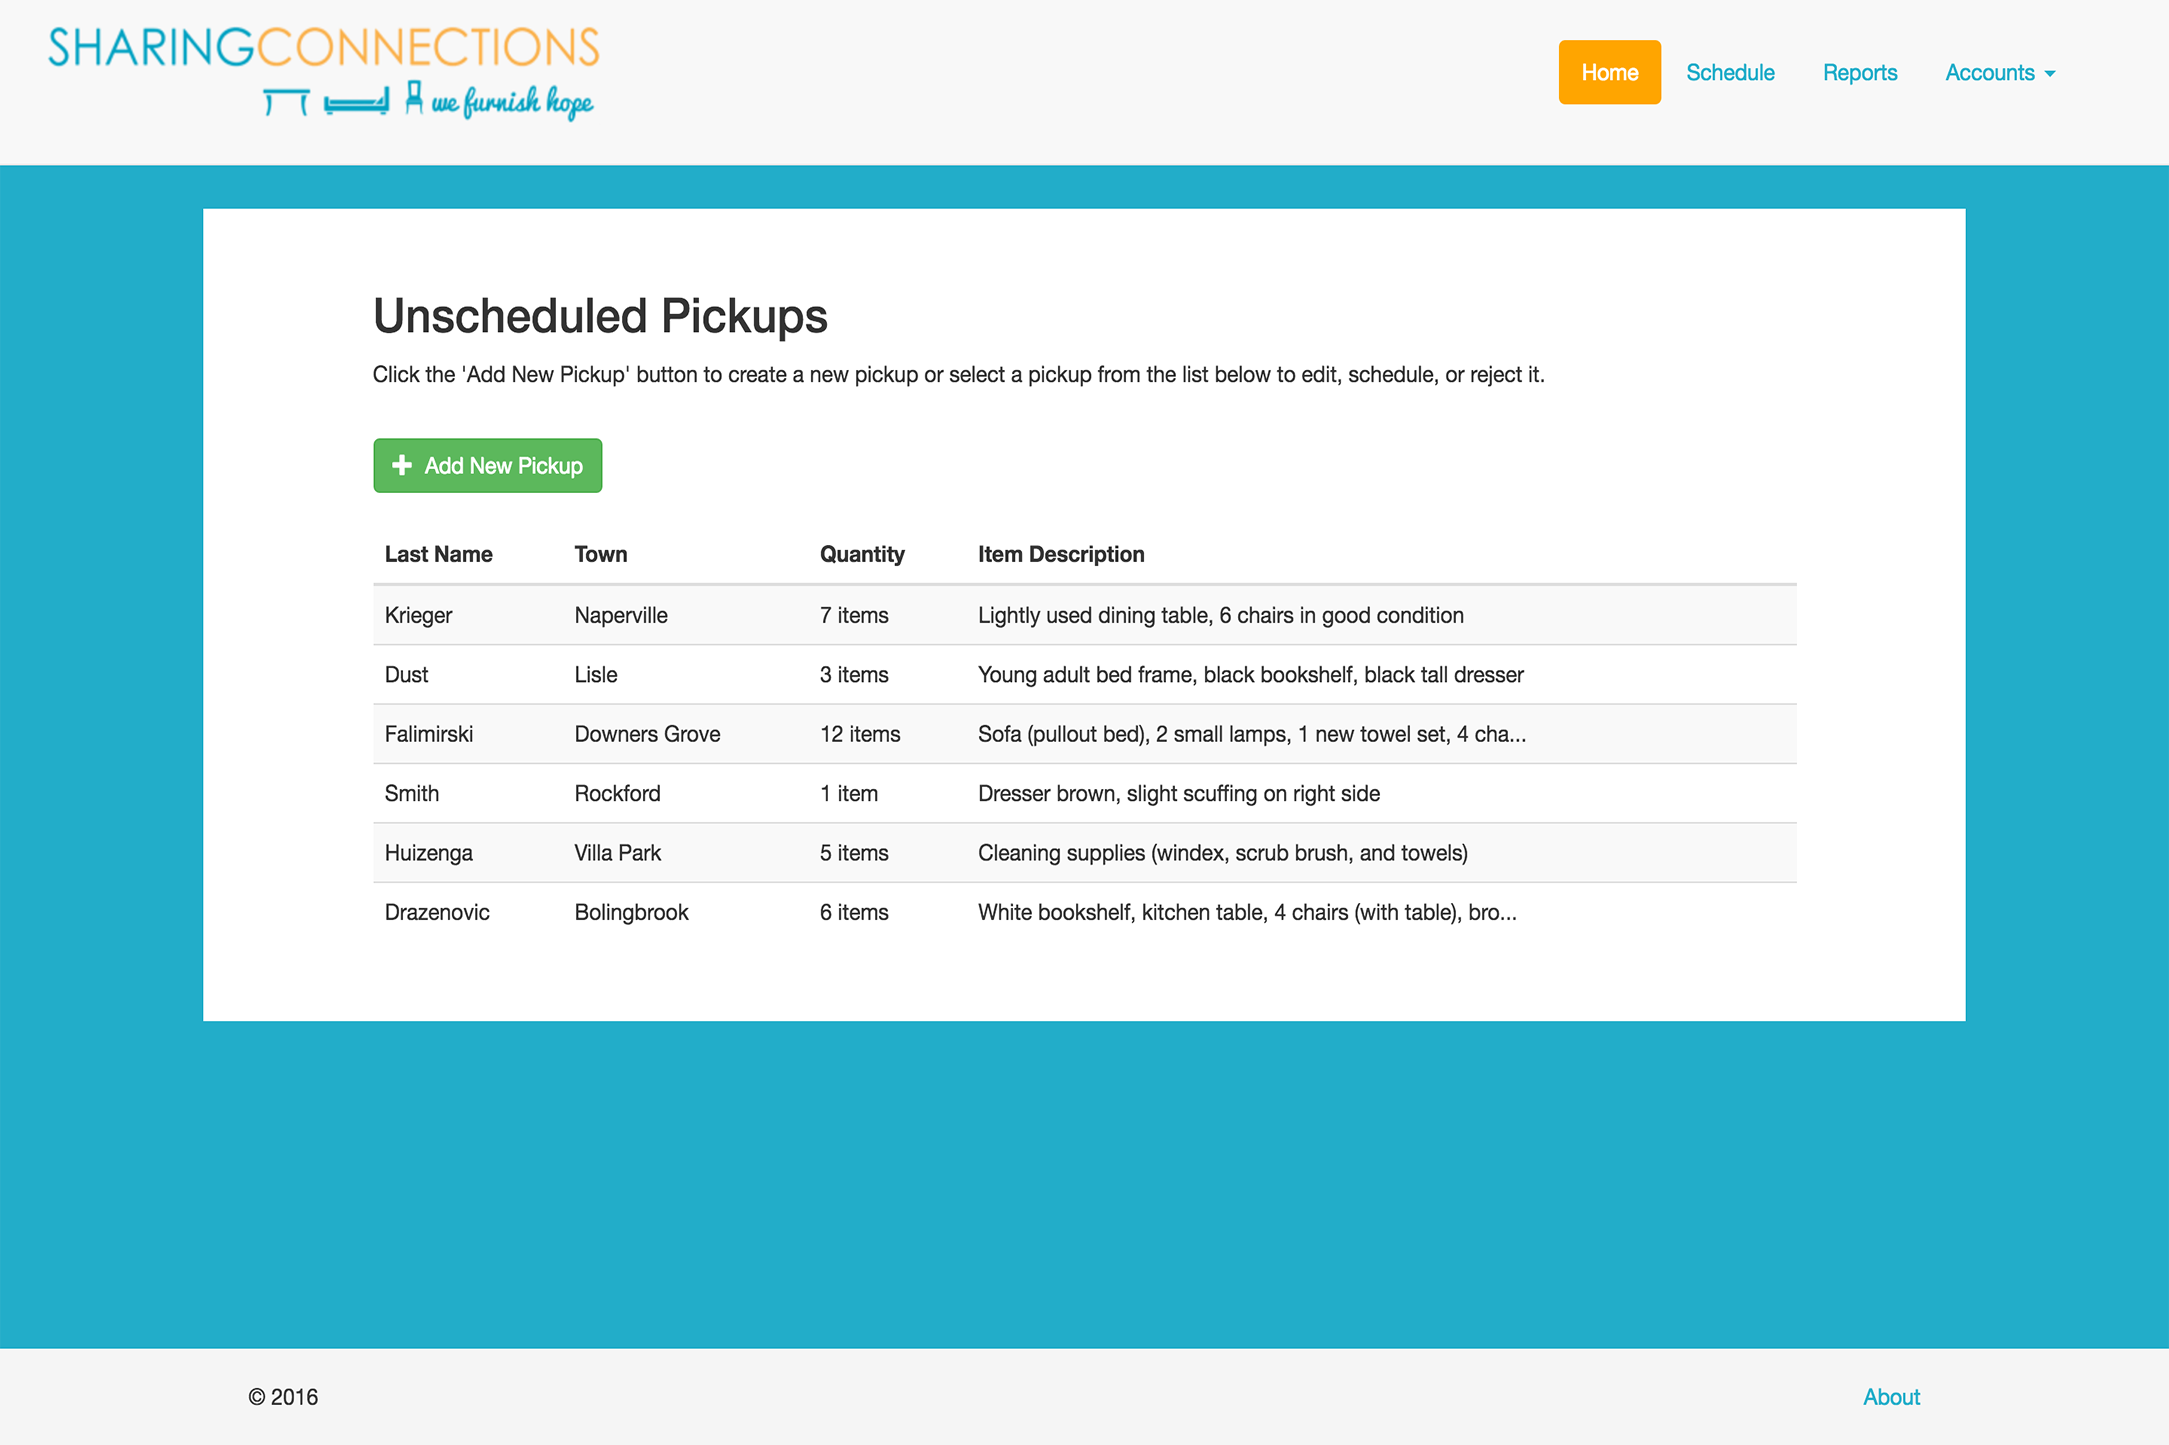 SHARINGCONNECTIONS
we furnish hope
Home Schedule Reports Accounts
Unscheduled Pickups
Click the 'Add New Pickup' button to create a new pickup or select a pickup from the list below to edit, schedule, or reject it.
Add New Pickup
Last Name Town Quantity Item Description
Krieger Naperville 7 items Lightly used dining table, 6 chairs in good condition
Dust Lisle 3 items Young adult bed frame, black bookshelf, black tall dresser
Falimirski Downers Grove 12 items Sofa (pullout bed), 2 small lamps, 1 new towel set, 4 cha...
Smith Rockford 1 item Dresser brown, slight scuffing on right side
Huizenga Villa Park 5 items Cleaning supplies (windex, scrub brush, and towels)
Drazenovic Bolingbrook 6 items White bookshelf, kitchen table, 4 chairs (with table), bro...
© 2016 About